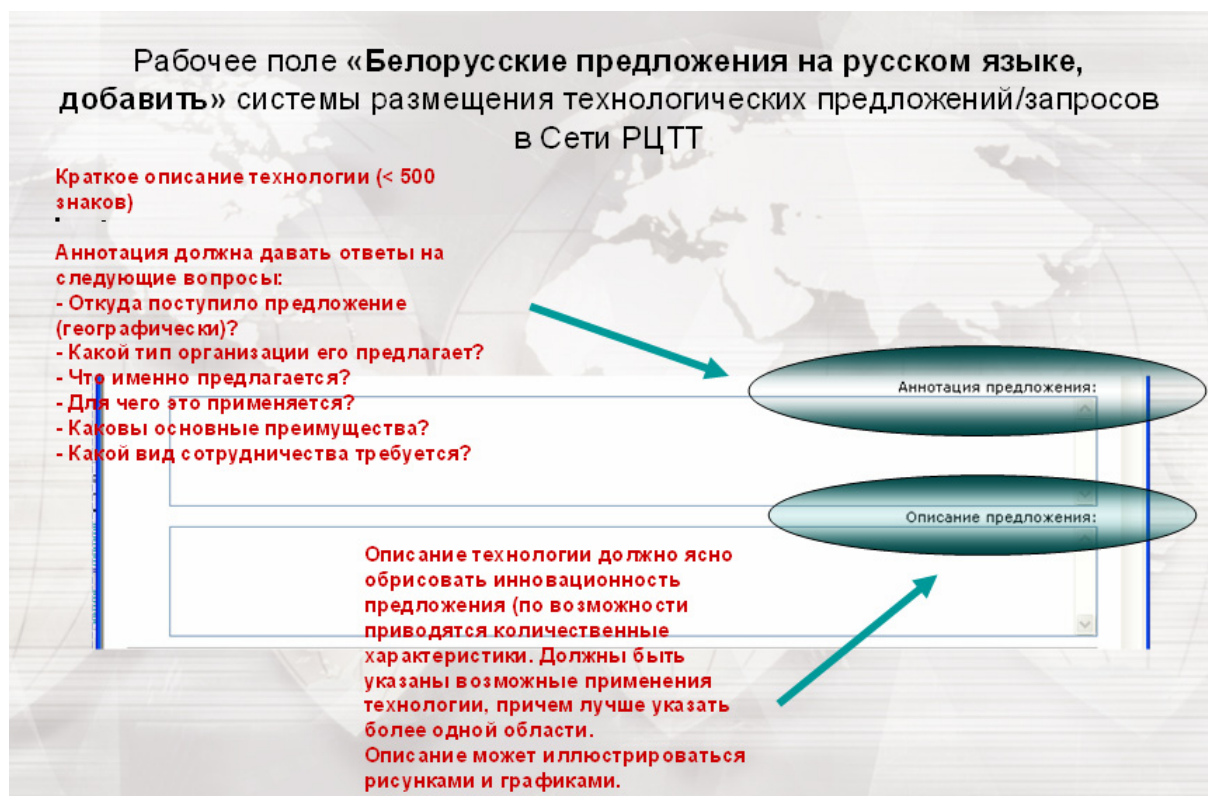 Рабочее поле «Белорусские предложения на русском языке,
добавить» системы размещения технологических предложений/запросов
в Сети РЦТТ
Краткое описание технологии (< 500
знаков)
Аннотация должна давать ответы на
следующие вопросы:
- Откуда поступило предложение
(географически)?
- Какой тип организации его предлагает?
- Что именно предлагается?
- Для чего это применяется?
- Каковы основные преимущества?
- Какой вид сотрудничества требуется?
Аннотация предложения:
Описание предложения:
Описание технологии должно ясно
обрисовать инновационность
предложения (по возможности
приводятся количественные
характеристики. Должны быть
указаны возможные применения
технологии, причем лучше указать
более одной области.
Описание может иллюстрироваться
рисунками и графиками.